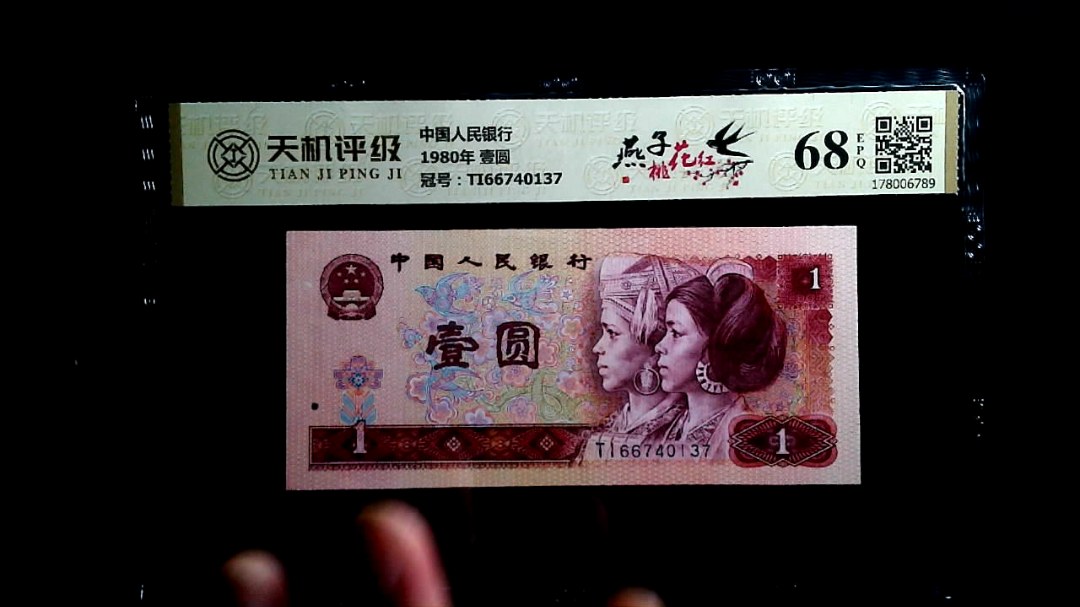 天机评级
TIAN JI PING JI
中国人民银行
1980年 壹圆
冠号：TI66740137
燕子
桃花红
68
EPQ
178006789
中国人民银行
壹圆
1
1
TI66740137
1